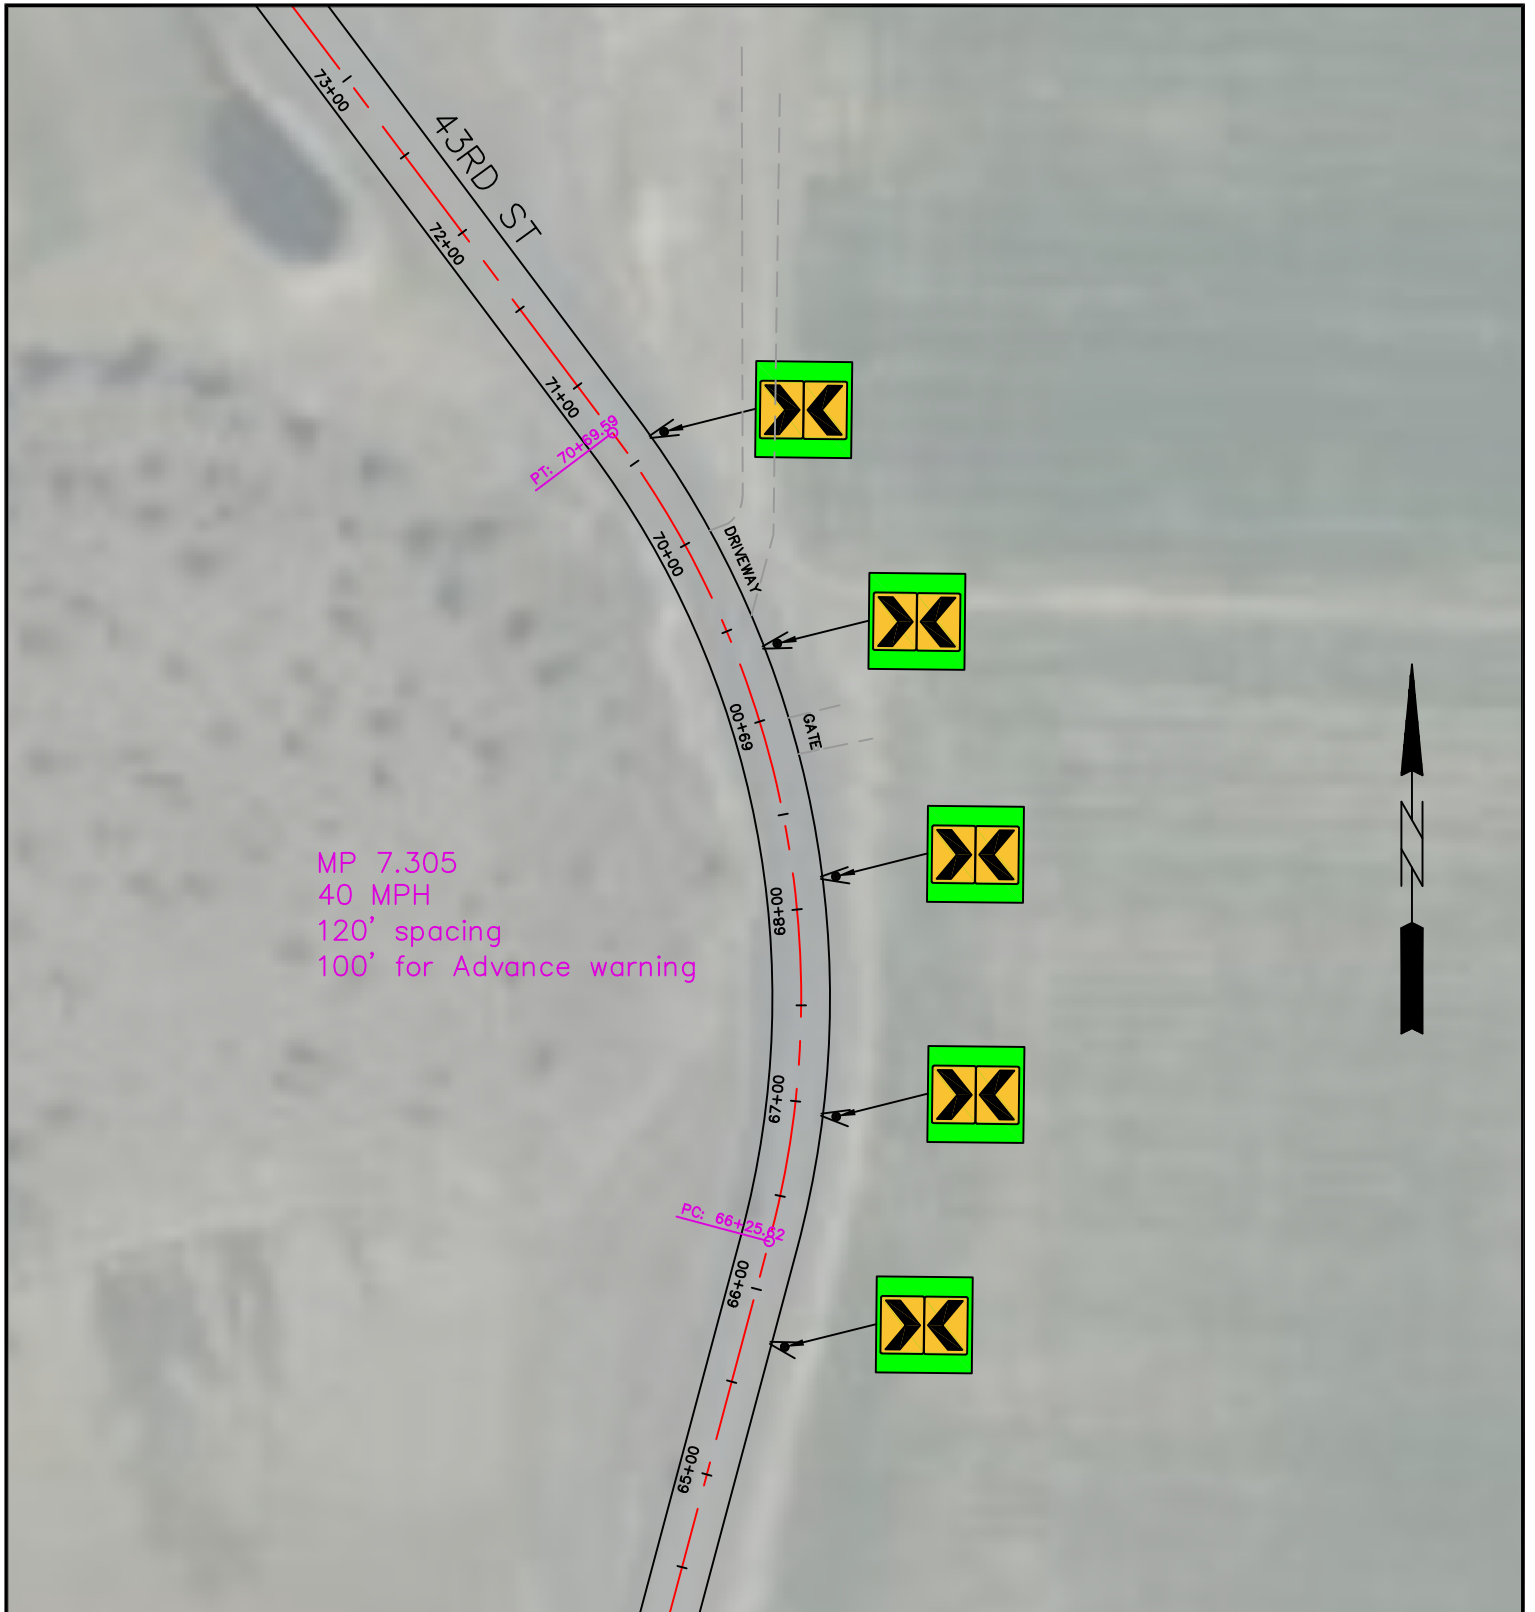 73+00
43RD ST
72+00
71+00
PT: 70+69.59
70+00
DRIVEWAY
69+00
GATE
MP 7.305
40 MPH
120' spacing
100' for Advance warning
68+00
N
67+00
PC: 66+25.62
66+00
65+00